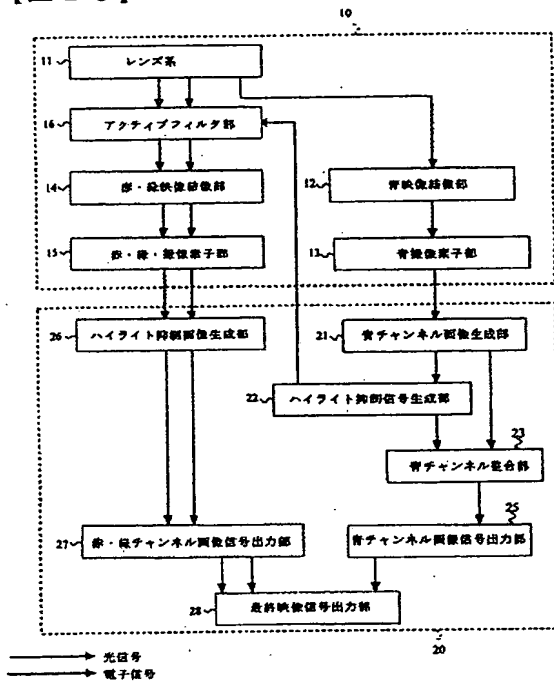 10
11 レンズ系
16 アクティブフィルタ部
14 赤・緑映像結像部
12 青映像結像部
15 赤・緑・撮像素子部
13 青撮像素子部
26 ハイライト抑制画像生成部
21 青チャンネル画像生成部
22 ハイライト抑制信号生成部
23
青チャンネル整合部
25
27 赤・緑チャンネル画像信号出力部
青チャンネル画像信号出力部
28 最終映像信号出力部
20
光信号
電子信号